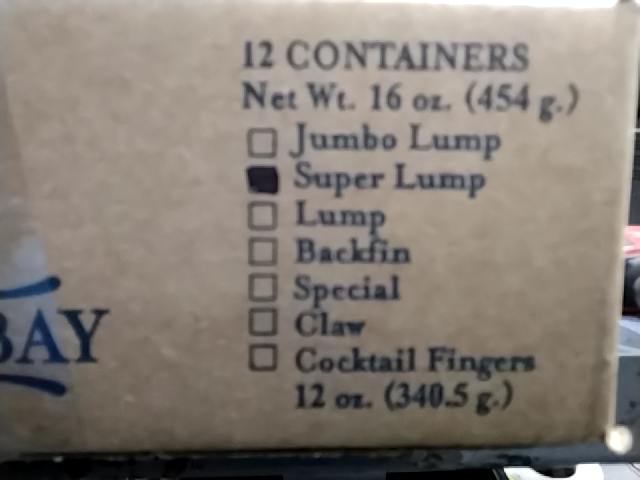 12 CONTAINERS
Net Wt. 16 oz. (454 g.)
Jumbo Lump
Super Lump
Lump
Backfin
Special
Claw
Cocktail Fingers
12 oz. (340.5 g.)
BAY